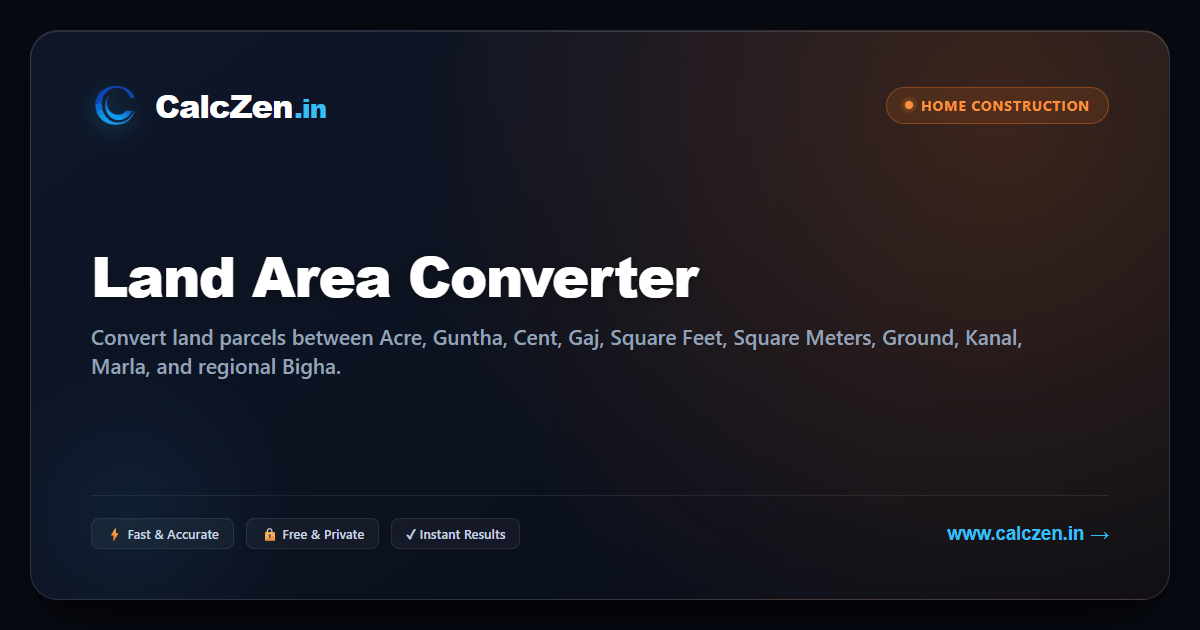 CalcZen.in
HOME CONSTRUCTION
Land Area Converter
Convert land parcels between Acre, Guntha, Cent, Gaj, Square Feet, Square Meters, Ground, Kanal,
Marla, and regional Bigha.
Fast & Accurate
Free & Private
✓ Instant Results
www.calczen.in →